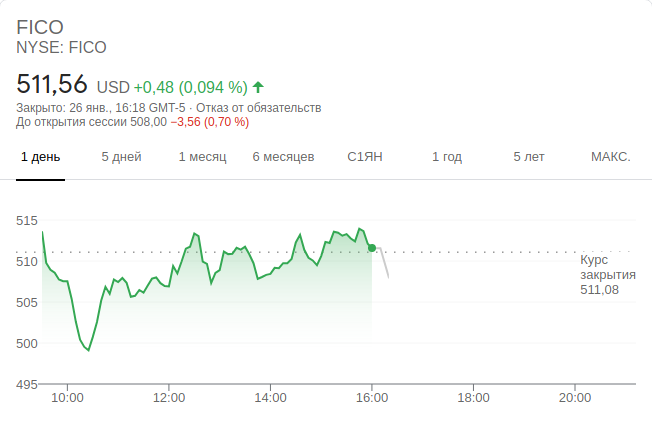 FICO
NYSE: FICO
511,56 USD +0,48 (0,094 %)
Закрыто: 26 янв., 16:18 GMT-5 · Отказ от обязательств
До открытия сессии 508,00 −3,56 (0,70 %)
1 день 5 дней 1 месяц 6 месяцев С1ЯН 1 год 5 лет МАКС.
515
510
505
500
495
Курс
закрытия
511,08
10:00 12:00 14:00 16:00 18:00 20:00